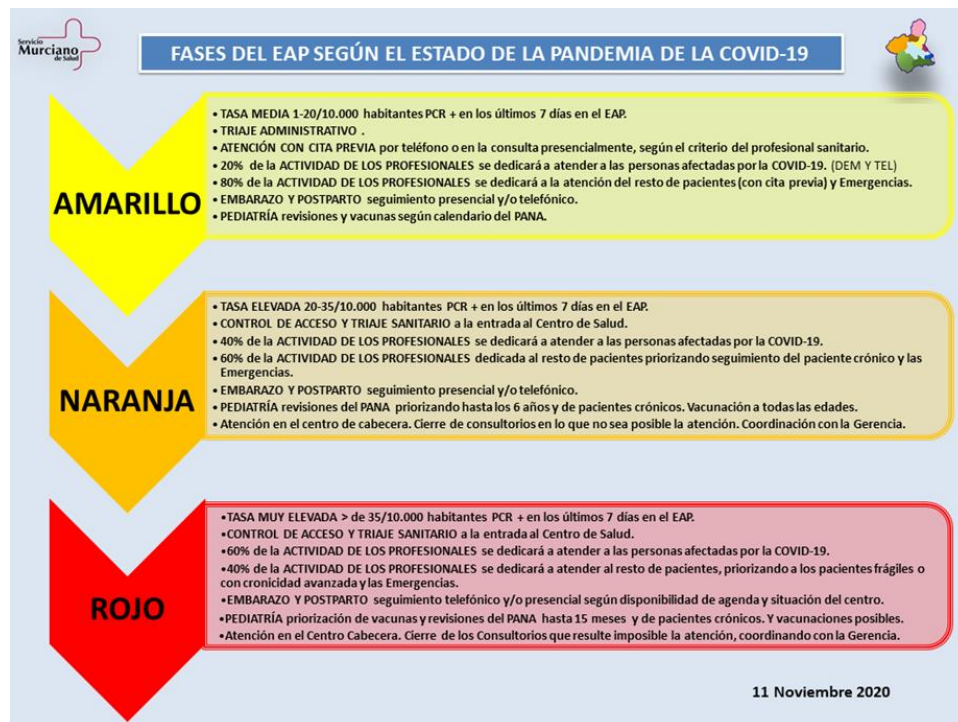 Servicio
Murciano
de Salud
FASES DEL EAP SEGÚN EL ESTADO DE LA PANDEMIA DE LA COVID-19
AMARILLO
• TASA MEDIA 1-20/10.000 habitantes PCR + en los últimos 7 días en el EAP.
• TRIAJE ADMINISTRATIVO .
• ATENCIÓN CON CITA PREVIA por teléfono o en la consulta presencialmente, según el criterio del profesional sanitario.
• 20% de la ACTIVIDAD DE LOS PROFESIONALES se dedicará a atender a las personas afectadas por la COVID-19. (DEM Y TEL)
• 80% de la ACTIVIDAD DE LOS PROFESIONALES se dedicará a la atención del resto de pacientes (con cita previa) y Emergencias.
• EMBARAZO Y POSTPARTO seguimiento presencial y/o telefónico.
• PEDIATRÍA revisiones y vacunas según calendario del PANA.
NARANJA
• TASA ELEVADA 20-35/10.000 habitantes PCR + en los últimos 7 días en el EAP.
• CONTROL DE ACCESO Y TRIAJE SANITARIO a la entrada al Centro de Salud.
• 40% de la ACTIVIDAD DE LOS PROFESIONALES se dedicará a atender a las personas afectadas por la COVID-19.
• 60% de la ACTIVIDAD DE LOS PROFESIONALES dedicada al resto de pacientes priorizando seguimiento del paciente crónico y las
Emergencias.
• EMBARAZO Y POSTPARTO seguimiento presencial y/o telefónico.
• PEDIATRÍA revisiones del PANA priorizando hasta los 6 años y de pacientes crónicos. Vacunación a todas las edades.
• Atención en el centro de cabecera. Cierre de consultorios en lo que no sea posible la atención. Coordinación con la Gerencia.
ROJO
•TASA MUY ELEVADA > de 35/10.000 habitantes PCR + en los últimos 7 días en el EAP.
•CONTROL DE ACCESO Y TRIAJE SANITARIO a la entrada al Centro de Salud.
•60% de la ACTIVIDAD DE LOS PROFESIONALES se dedicará a atender a las personas afectadas por la COVID-19.
•40% de la ACTIVIDAD DE LOS PROFESIONALES se dedicará a atender al resto de pacientes, priorizando a los pacientes frágiles o
con cronicidad avanzada y las Emergencias.
•EMBARAZO Y POSTPARTO seguimiento telefónico y/o presencial según disponibilidad de agenda y situación del centro.
•PEDIATRÍA priorización de vacunas y revisiones del PANA hasta 15 meses y de pacientes crónicos. Y vacunaciones posibles.
•Atención en el Centro Cabecera. Cierre de los Consultorios que resulte imposible la atención, coordinando con la Gerencia.
11 Noviembre 2020